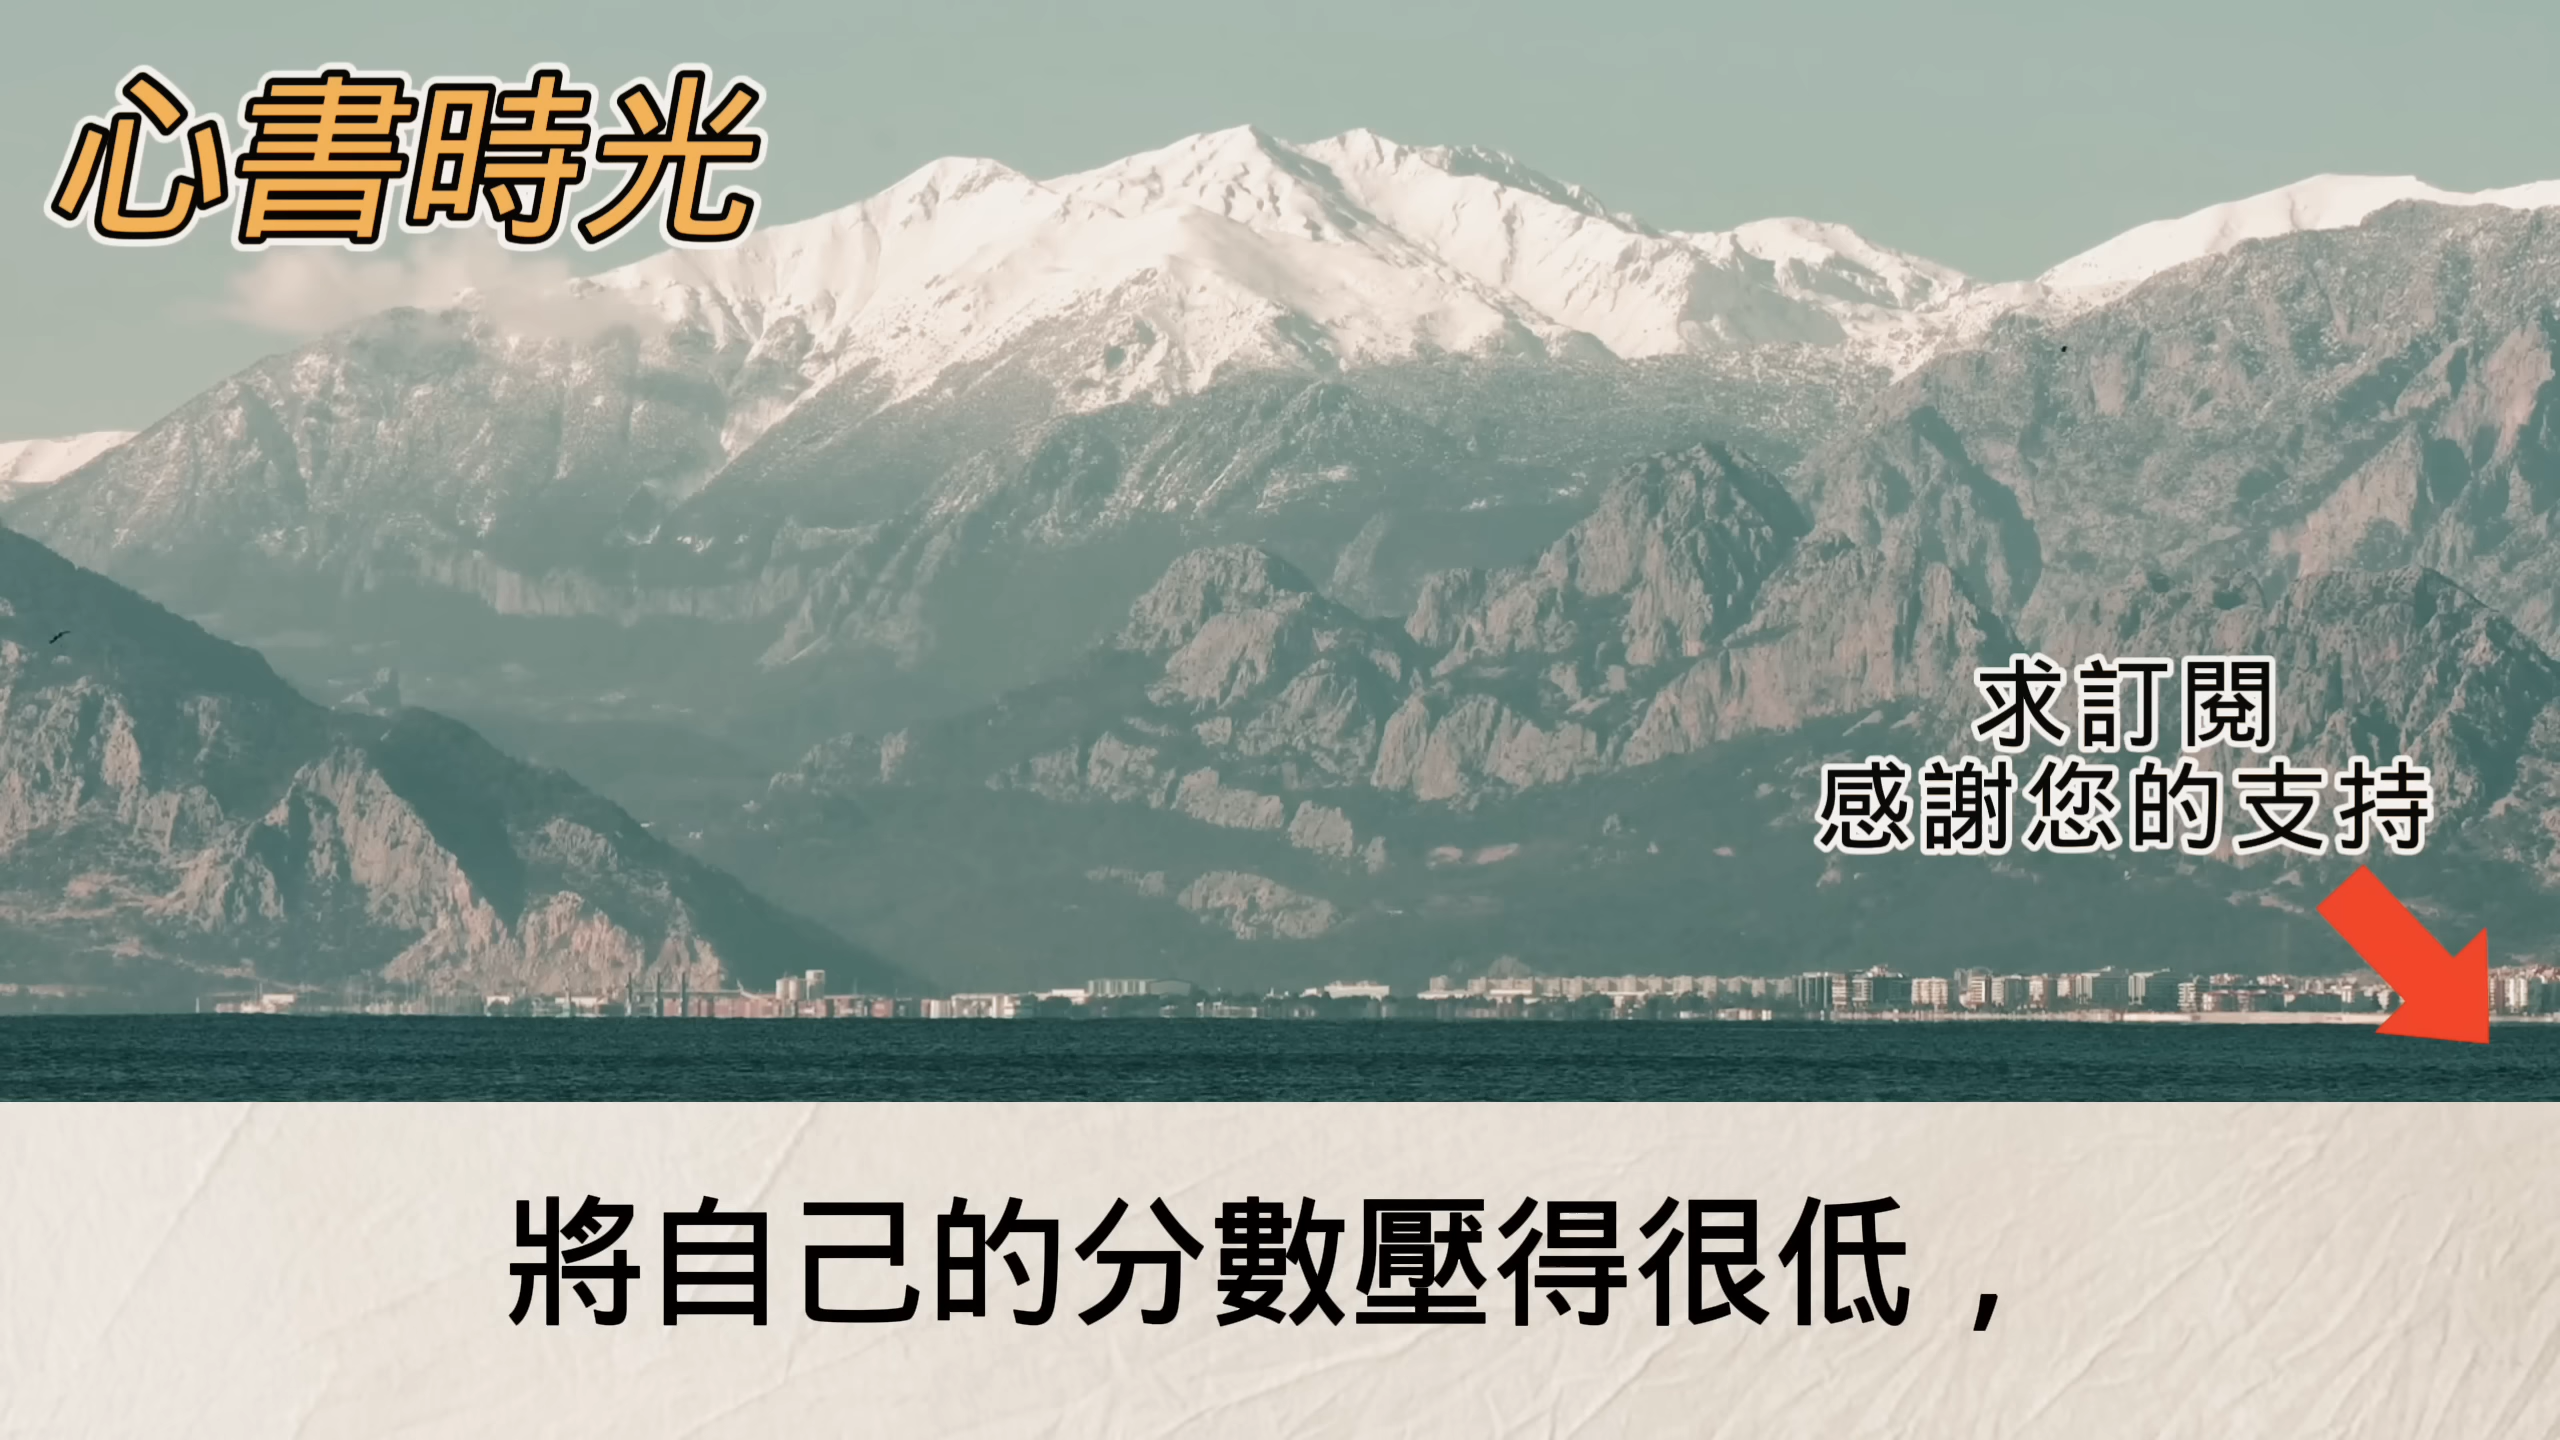 心書時光
求訂閱
感謝您的支持
將自己的分數壓得很低，